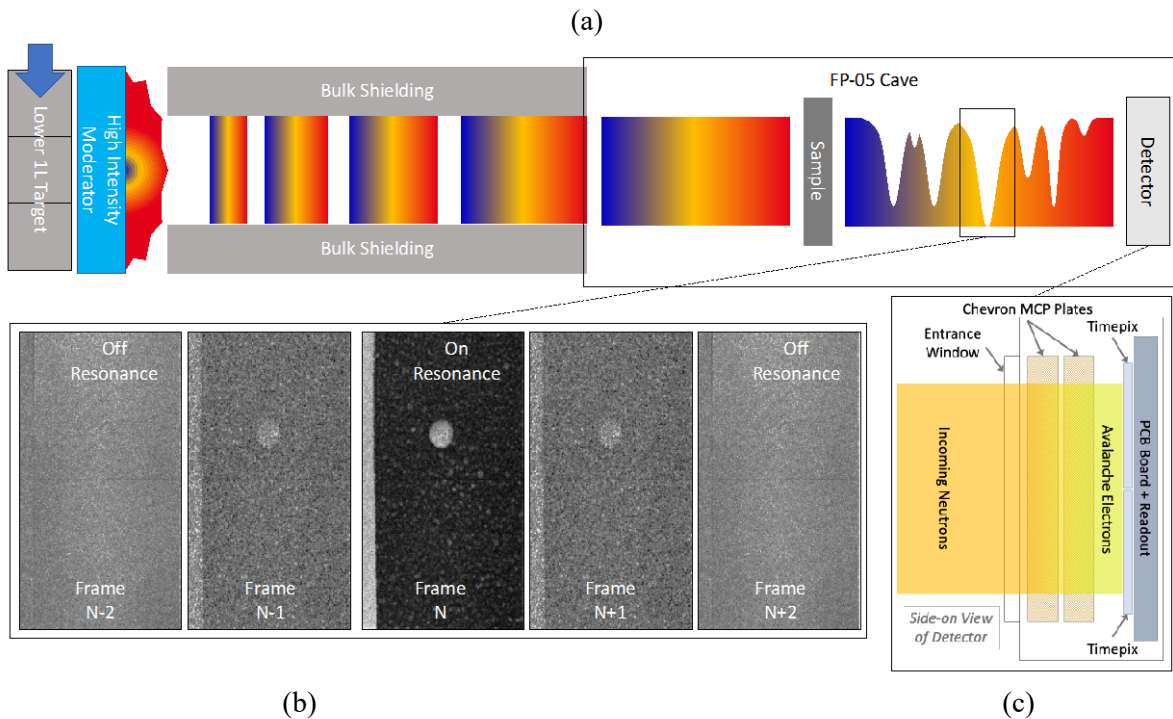 (a)
Lower 1L Target
High Intensity
Moderator
Bulk Shielding
Bulk Shielding
FP-05 Cave
Sample
Detector
Off
Resonance
Frame
N-2
Frame
N-1
On
Resonance
Frame
N
Frame
N+1
Off
Resonance
Frame
N+2
Chevron MCP Plates
Entrance
Window
Timepix
Incoming Neutrons
Avalanche Electrons
PCB Board + Readout
Side-on View
of Detector
Timepix
(b)
(c)